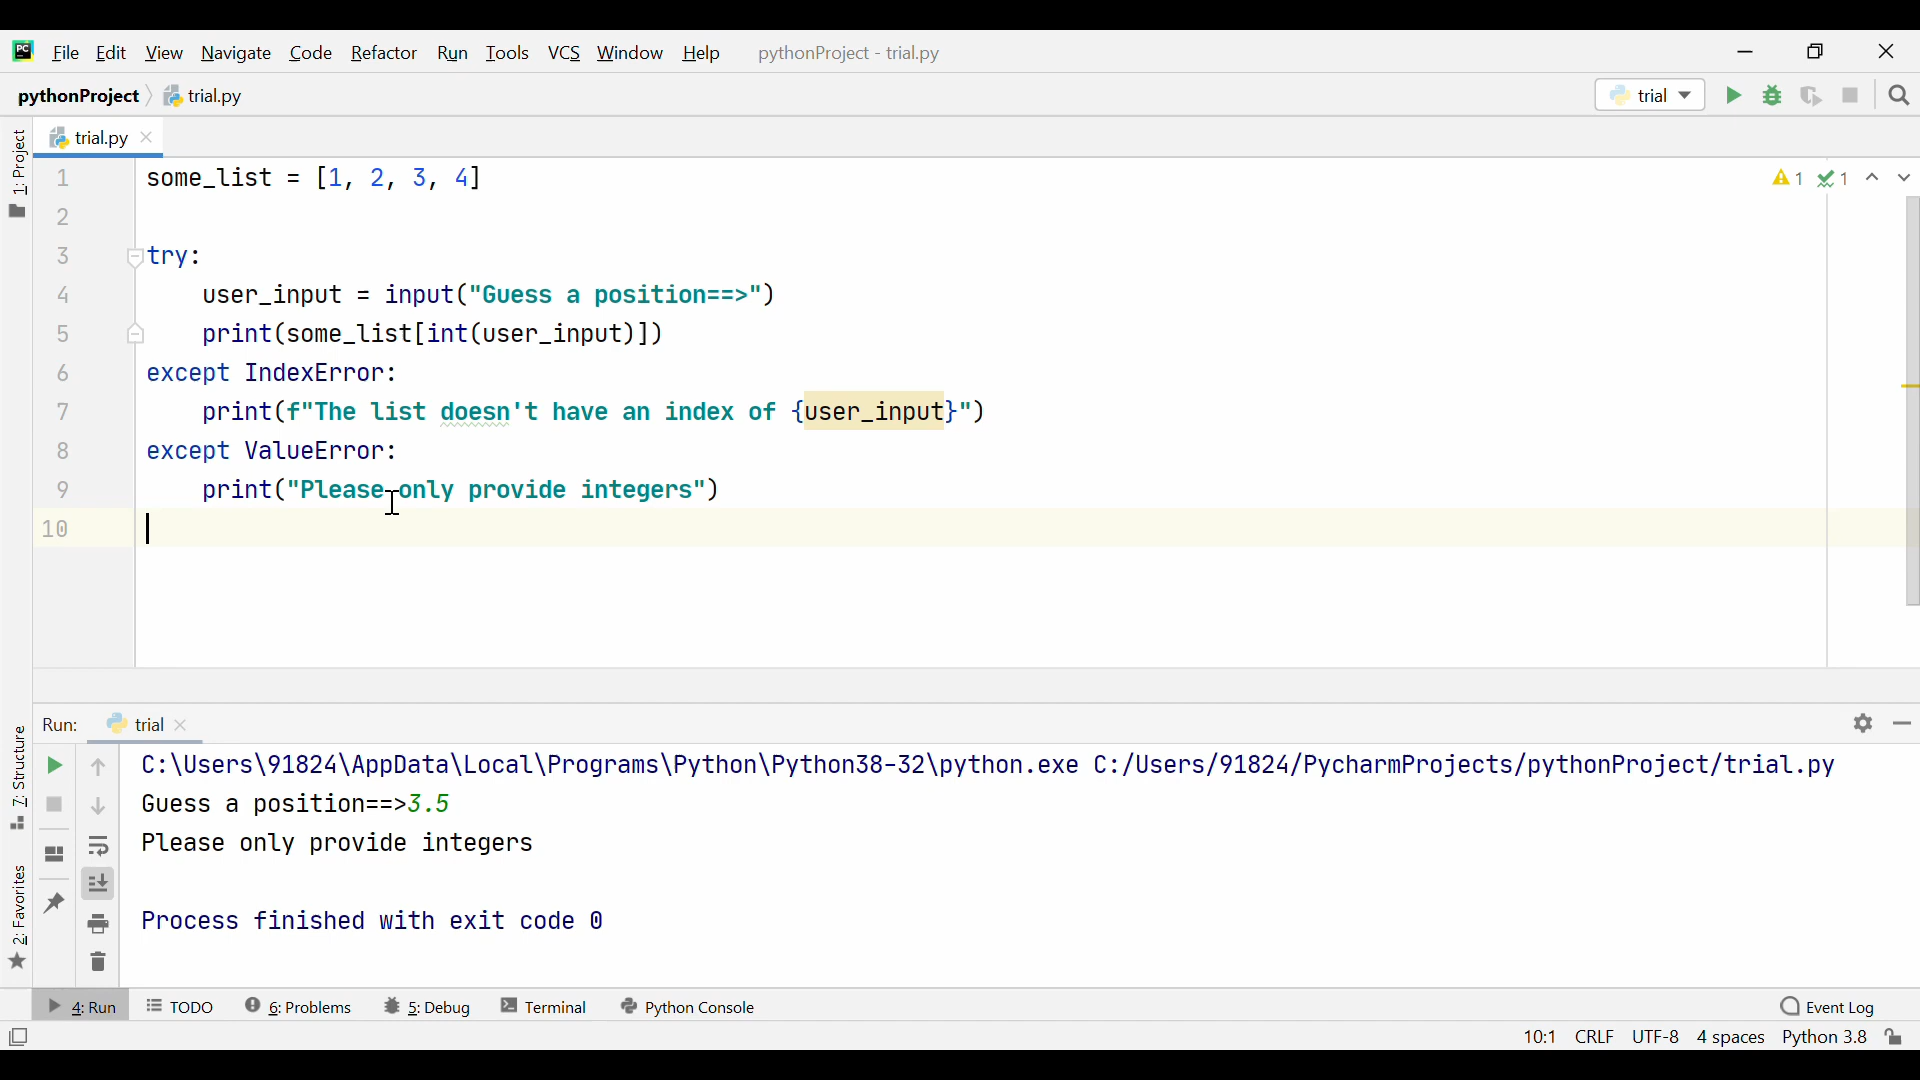 PC File Edit View Navigate Code Refactor Run Tools VCS Window Help pythonProject - trial.py
pythonProject trial.py trial
1: Project
trial.py
1 some_list = [1, 2, 3, 4] 1 1
2
3 try:
4 user_input = input("Guess a position==>")
5 print(some_list[int(user_input)])
6 except IndexError:
7 print(f"The list doesn't have an index of {user_input}")
8 except ValueError:
9 print("Please only provide integers")
10
7: Structure
2: Favorites
Run: trial
C:\Users\91824\AppData\Local\Programs\Python\Python38-32\python.exe C:/Users/91824/PycharmProjects/pythonProject/trial.py
Guess a position==>3.5
Please only provide integers
Process finished with exit code 0
4: Run TODO 6: Problems 5: Debug Terminal Python Console Event Log
10:1 CRLF UTF-8 4 spaces Python 3.8